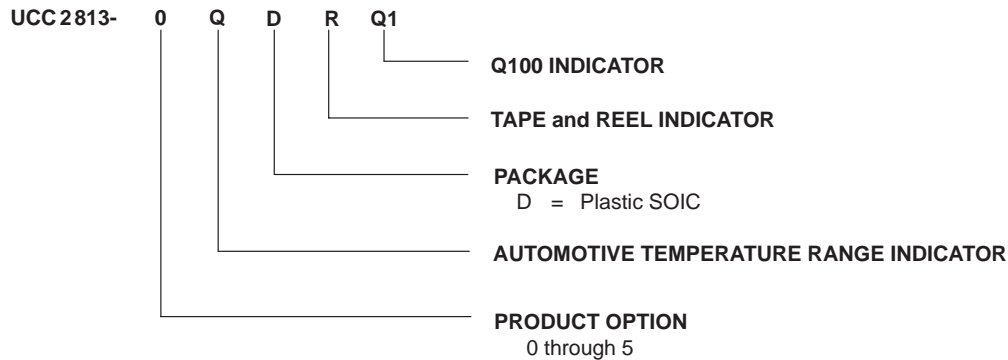 UCC2813- 0 Q D R Q1
Q100 INDICATOR
TAPE and REEL INDICATOR
PACKAGE
D = Plastic SOIC
AUTOMOTIVE TEMPERATURE RANGE INDICATOR
PRODUCT OPTION
0 through 5